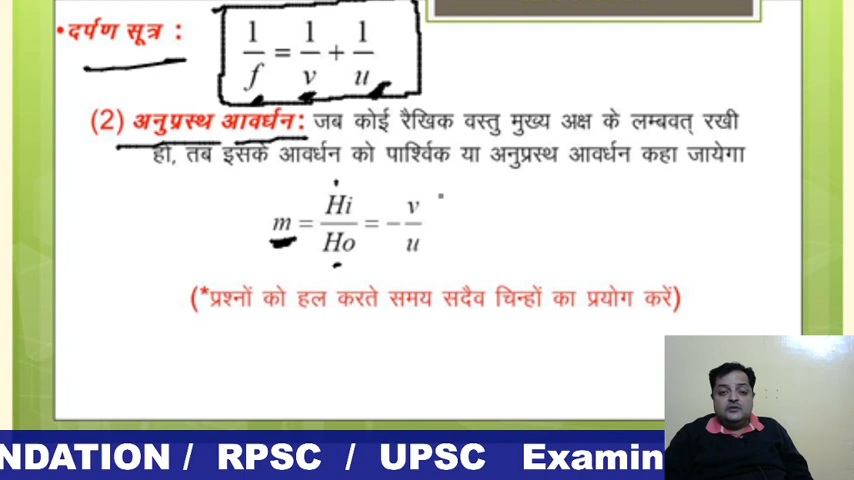 •दर्पण सूत्र :
1/f = 1/v + 1/u
(2) अनुप्रस्थ आवर्धन: जब कोई रैखिक वस्तु मुख्य अक्ष के लम्बवत् रखी
हो, तब इसके आवर्धन को पार्श्विक या अनुप्रस्थ आवर्धन कहा जायेगा
m = Hi/Ho = -v/u
(*प्रश्नों को हल करते समय सदैव चिन्हों का प्रयोग करें)
NDATION / RPSC / UPSC Examin